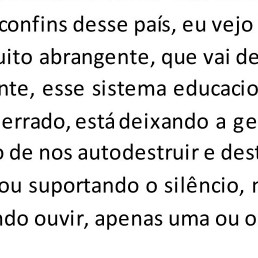 confins desse país, eu vejo
uito abrangente, que vai de
nte, esse sistema educacio
errado, está deixando a ge
o de nos autodestruir e dest
ou suportando o silêncio, 
ndo ouvir, apenas uma ou o